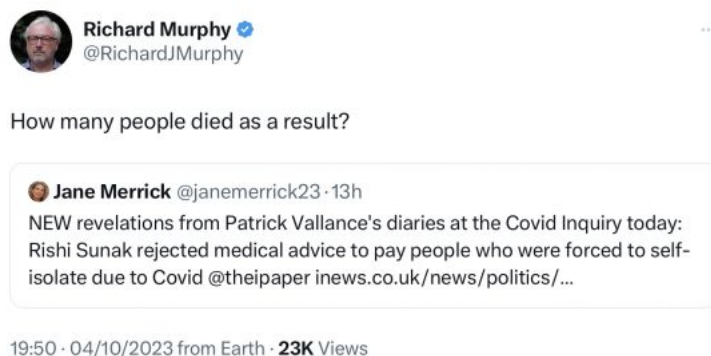 Richard Murphy
@RichardJMurphy
How many people died as a result?
Jane Merrick @janemerrick23 · 13h
NEW revelations from Patrick Vallance's diaries at the Covid Inquiry today:
Rishi Sunak rejected medical advice to pay people who were forced to self-
isolate due to Covid @theipaper inews.co.uk/news/politics/...
19:50 · 04/10/2023 from Earth · 23K Views